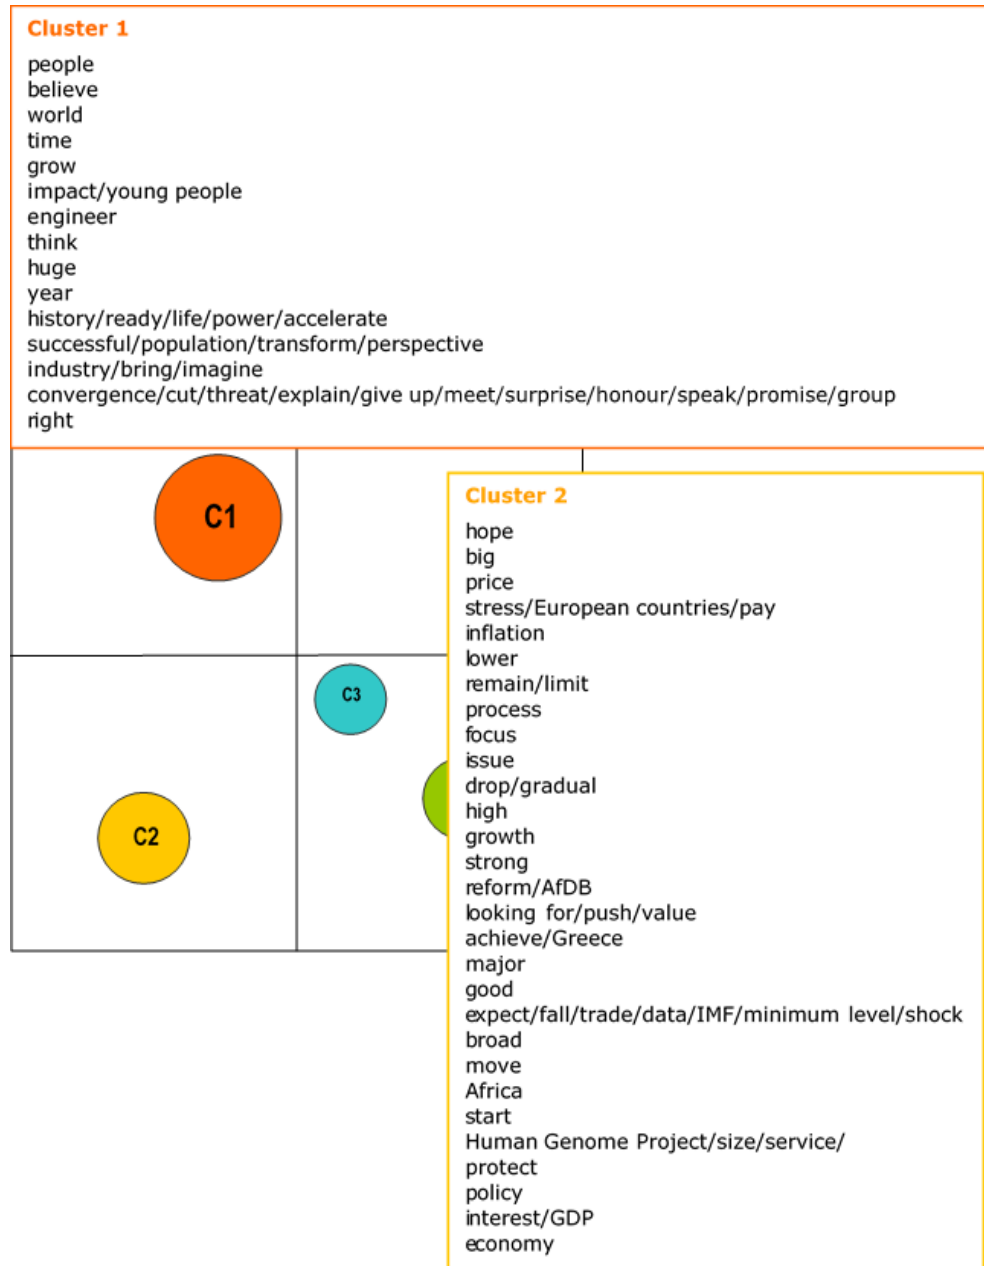 Cluster 1
people
believe
world
time
grow
impact/young people
engineer
think
huge
year
history/ready/life/power/accelerate
successful/population/transform/perspective
industry/bring/imagine
convergence/cut/threat/explain/give up/meet/surprise/honour/speak/promise/group
right
C1
C3
C2
Cluster 2
hope
big
price
stress/European countries/pay
inflation
lower
remain/limit
process
focus
issue
drop/gradual
high
growth
strong
reform/AfDB
looking for/push/value
achieve/Greece
major
good
expect/fall/trade/data/IMF/minimum level/shock
broad
move
Africa
start
Human Genome Project/size/service/
protect
policy
interest/GDP
economy